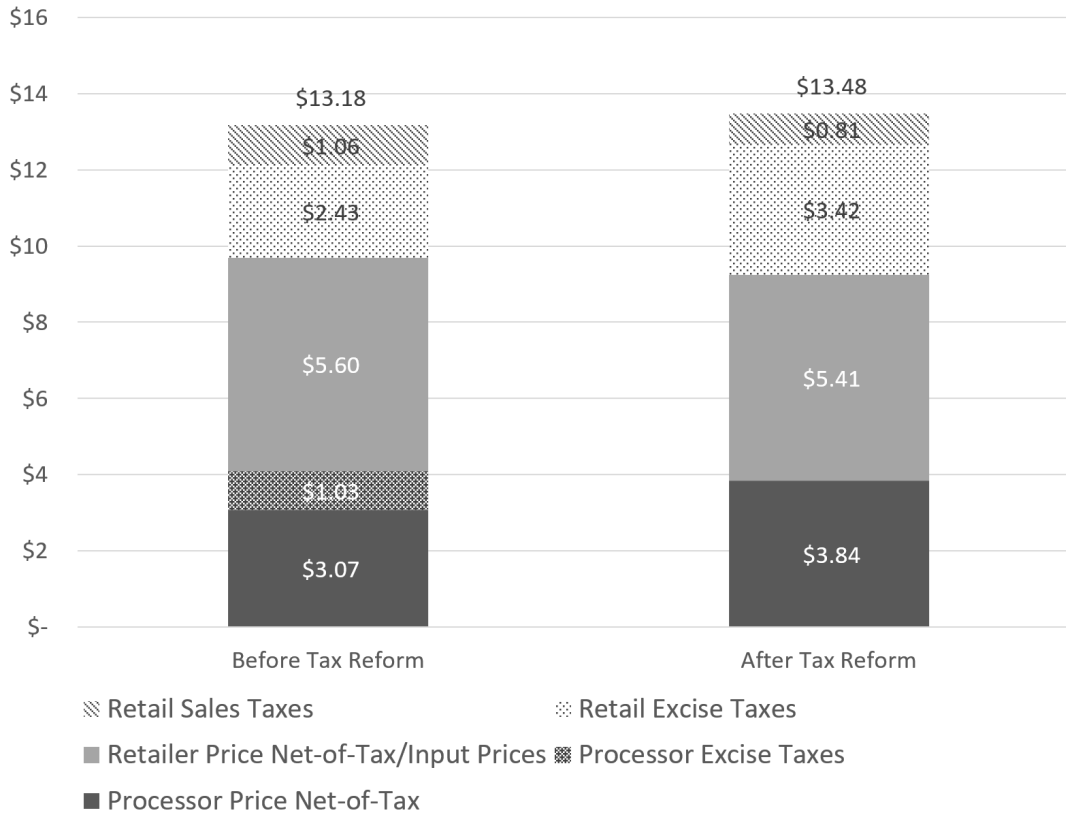 $16
$14
$12
$10
$8
$6
$4
$2
$-
$13.18
$1.06
$2.43
$5.60
$1.03
$3.07
$13.48
$0.81
$3.42
$5.41
$3.84
Before Tax Reform
After Tax Reform
Retail Sales Taxes
Retail Excise Taxes
Retailer Price Net-of-Tax/Input Prices
Processor Excise Taxes
Processor Price Net-of-Tax